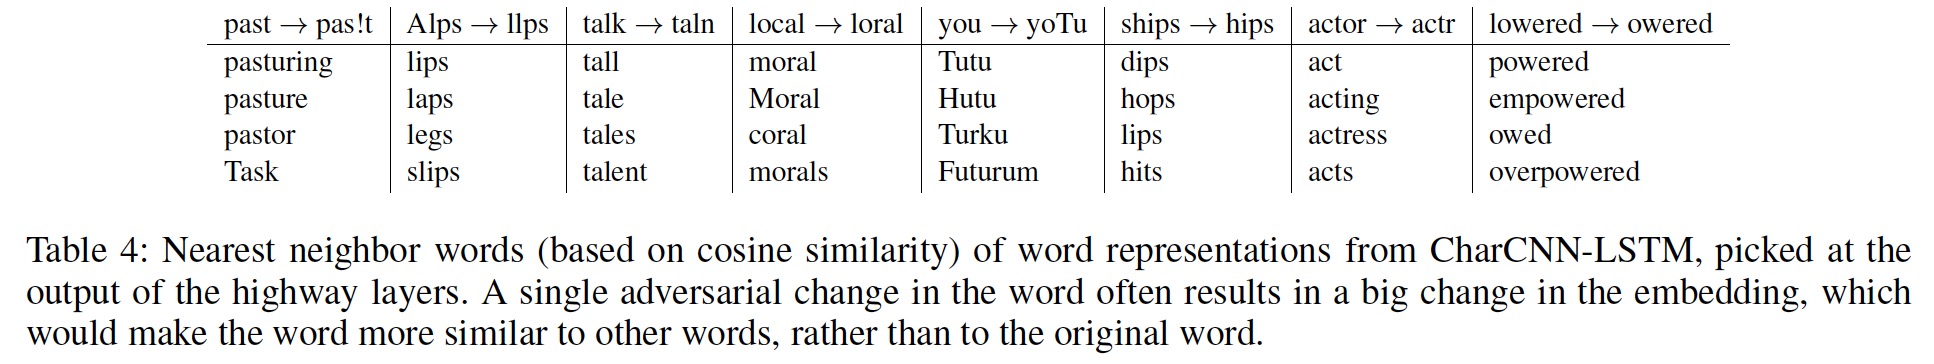 past → pas!t Alps → llps talk → taln local → loral you → yoTu ships → hips actor → actr lowered → owered
pasturing lips tall moral Tutu dips act powered
pasture laps tale Moral Hutu hops acting empowered
pastor legs tales coral Turku lips actress owed
Task slips talent morals Futurum hits acts overpowered
Table 4: Nearest neighbor words (based on cosine similarity) of word representations from CharCNN-LSTM, picked at the
output of the highway layers. A single adversarial change in the word often results in a big change in the embedding, which
would make the word more similar to other words, rather than to the original word.